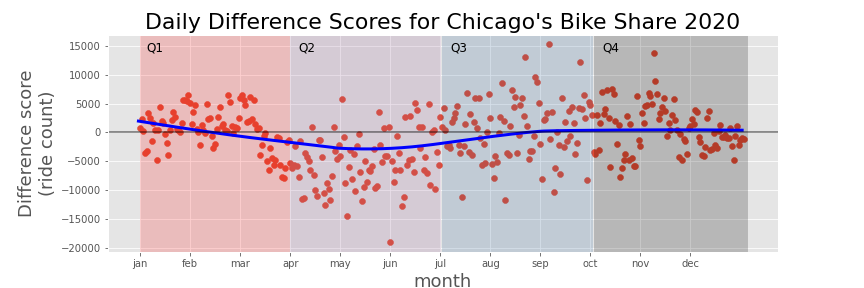 Daily Difference Scores for Chicago's Bike Share 2020
Q1 Q2 Q3 Q4
15000
10000
5000
0
−5000
−10000
−15000
−20000
Difference score
(ride count)
jan feb mar apr may jun jul aug sep oct nov dec
month